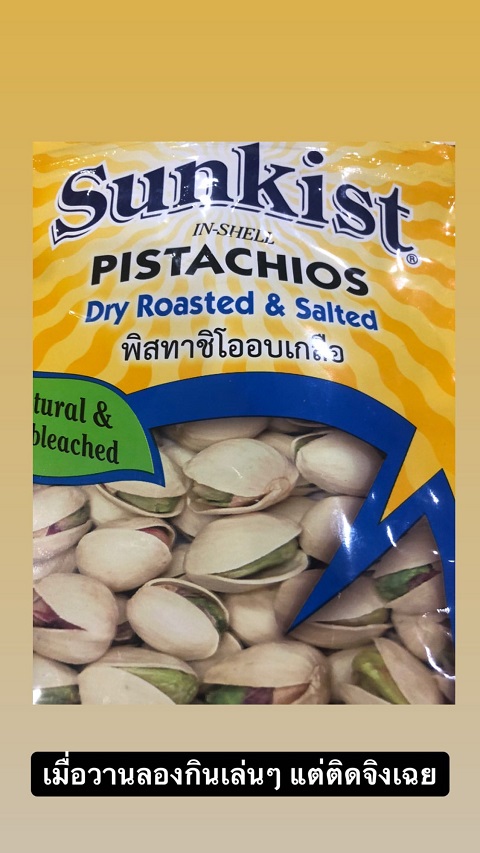 Sunkist®
IN-SHELL
PISTACHIOS
Dry Roasted & Salted
พิสทาชิโออบเกลือ
tural &
bleached
เมื่อวานลองกินเล่นๆ แต่ติดจิงเฉย